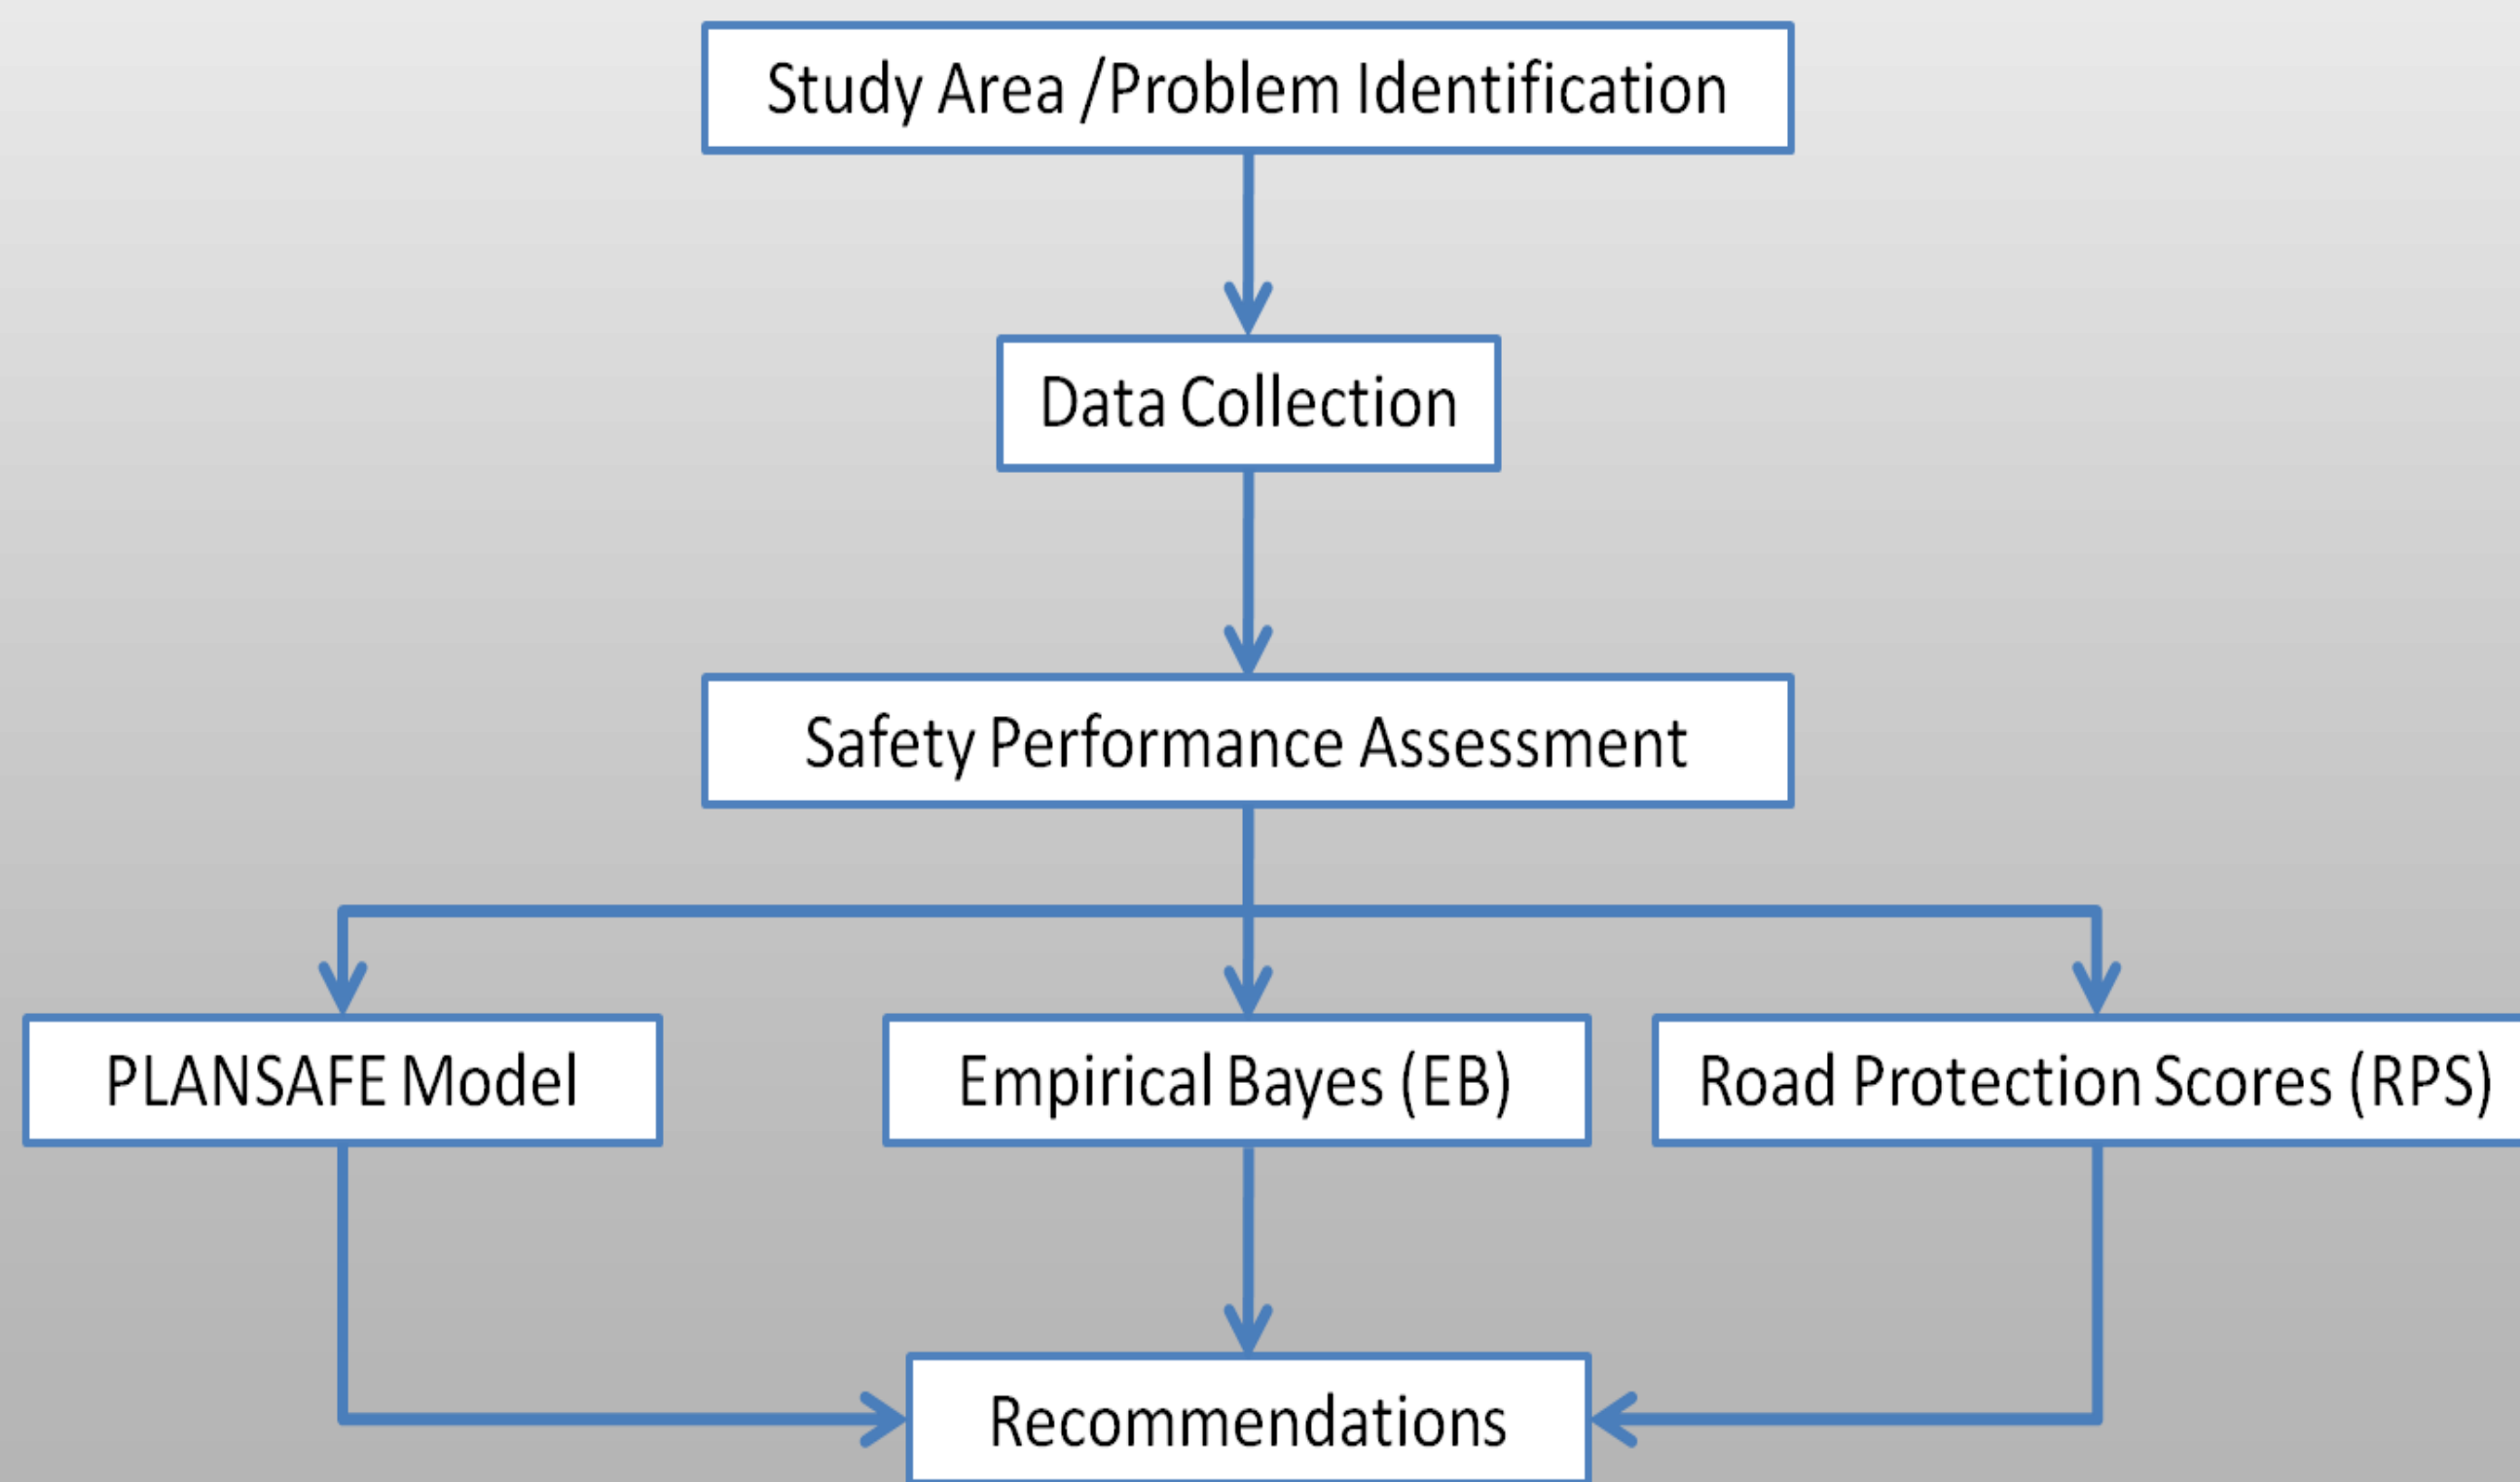 Study Area /Problem Identification
Data Collection
Safety Performance Assessment
PLANSAFE Model
Empirical Bayes (EB)
Road Protection Scores (RPS)
Recommendations